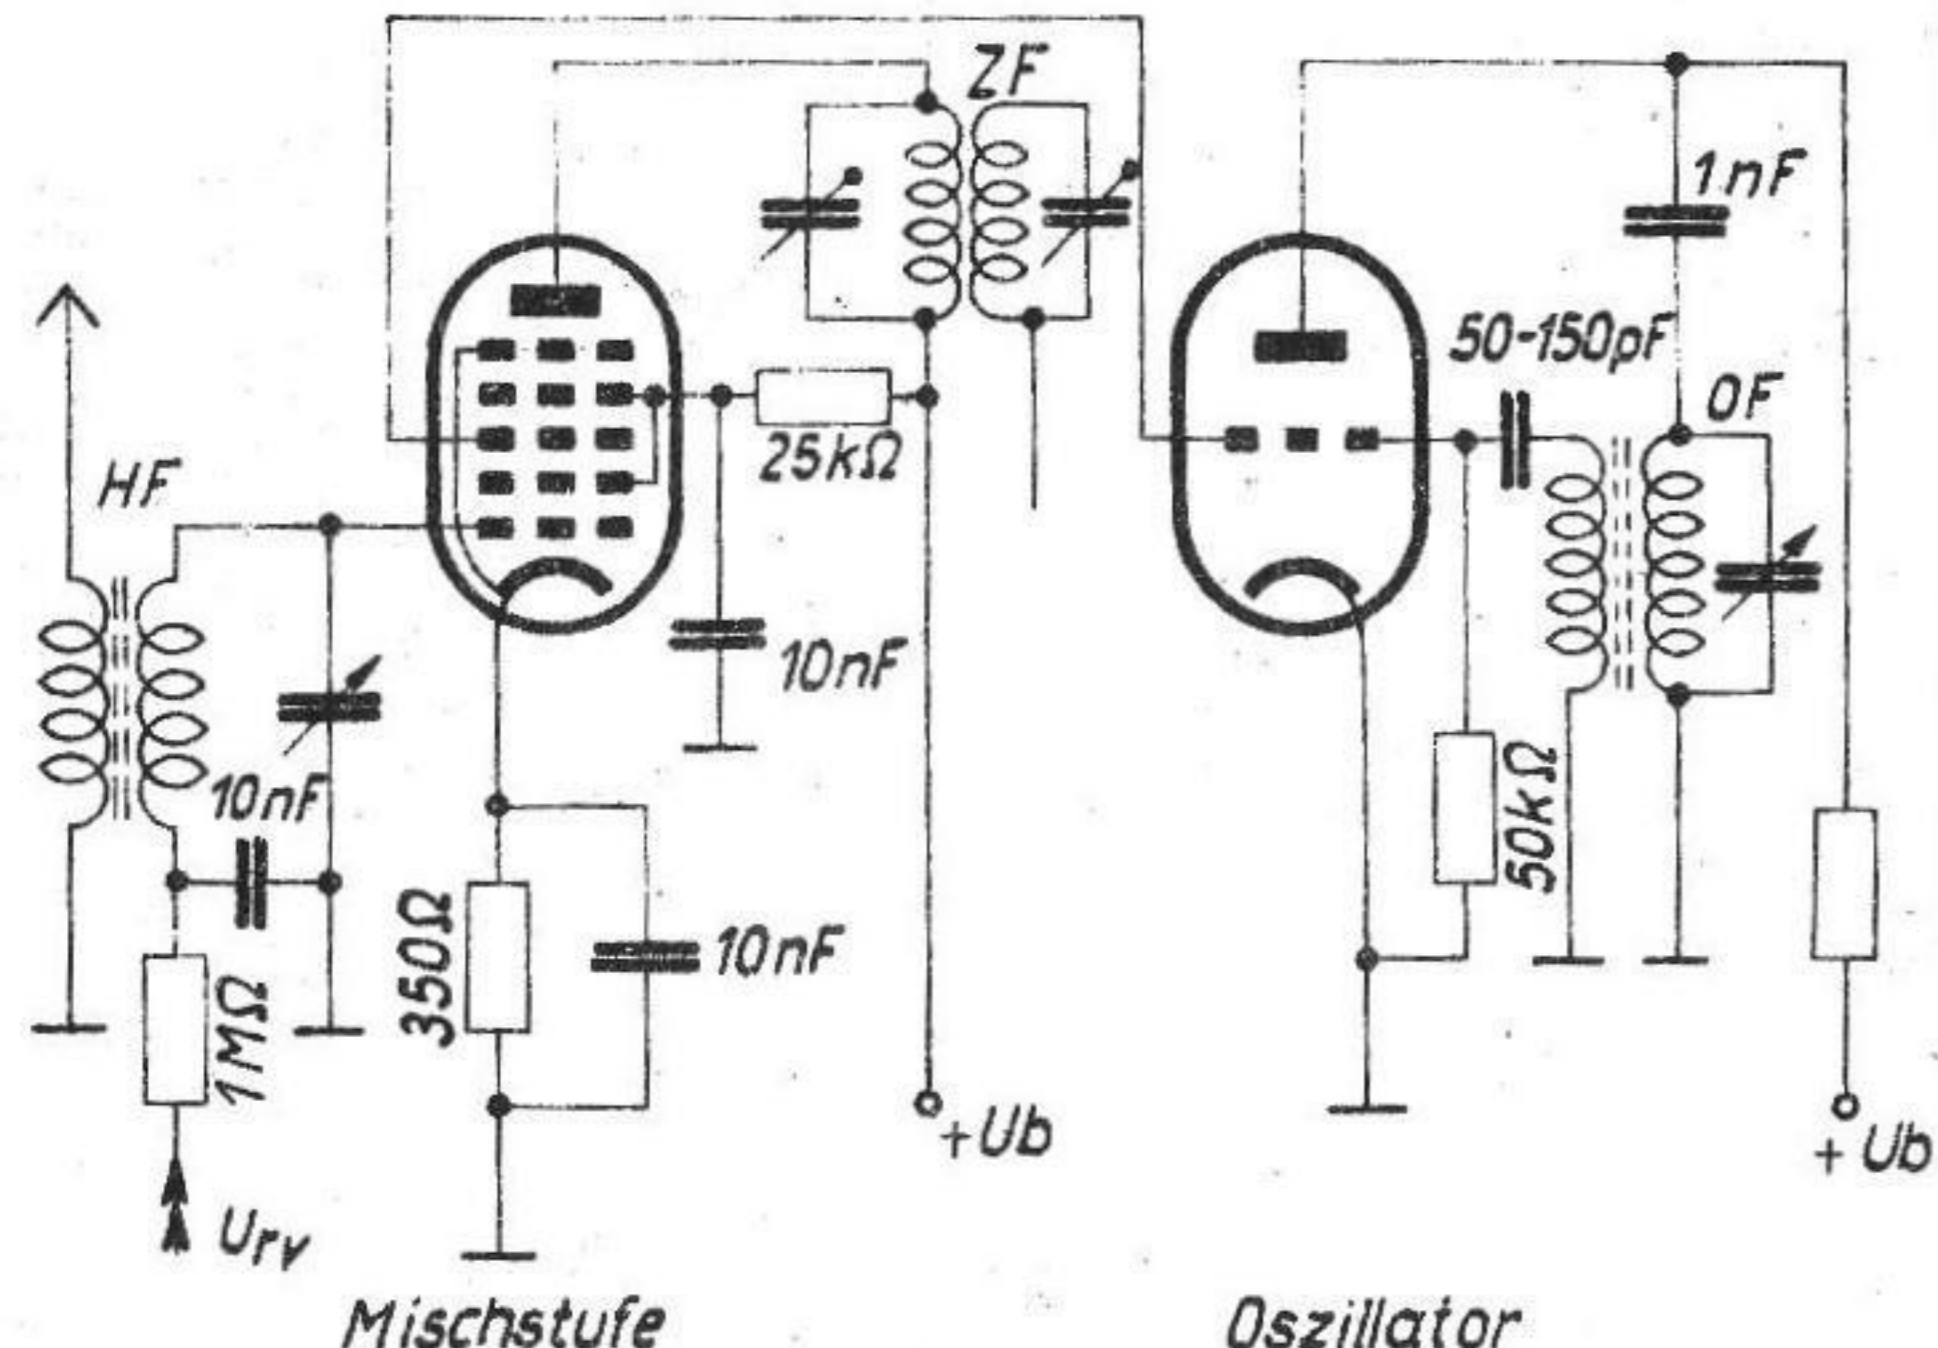 ZF
1nF
50-150pF
OF
25kΩ
HF
10nF
10nF
50kΩ
350Ω
10nF
1MΩ
+Ub
+Ub
Urv
Mischstufe
Oszillator